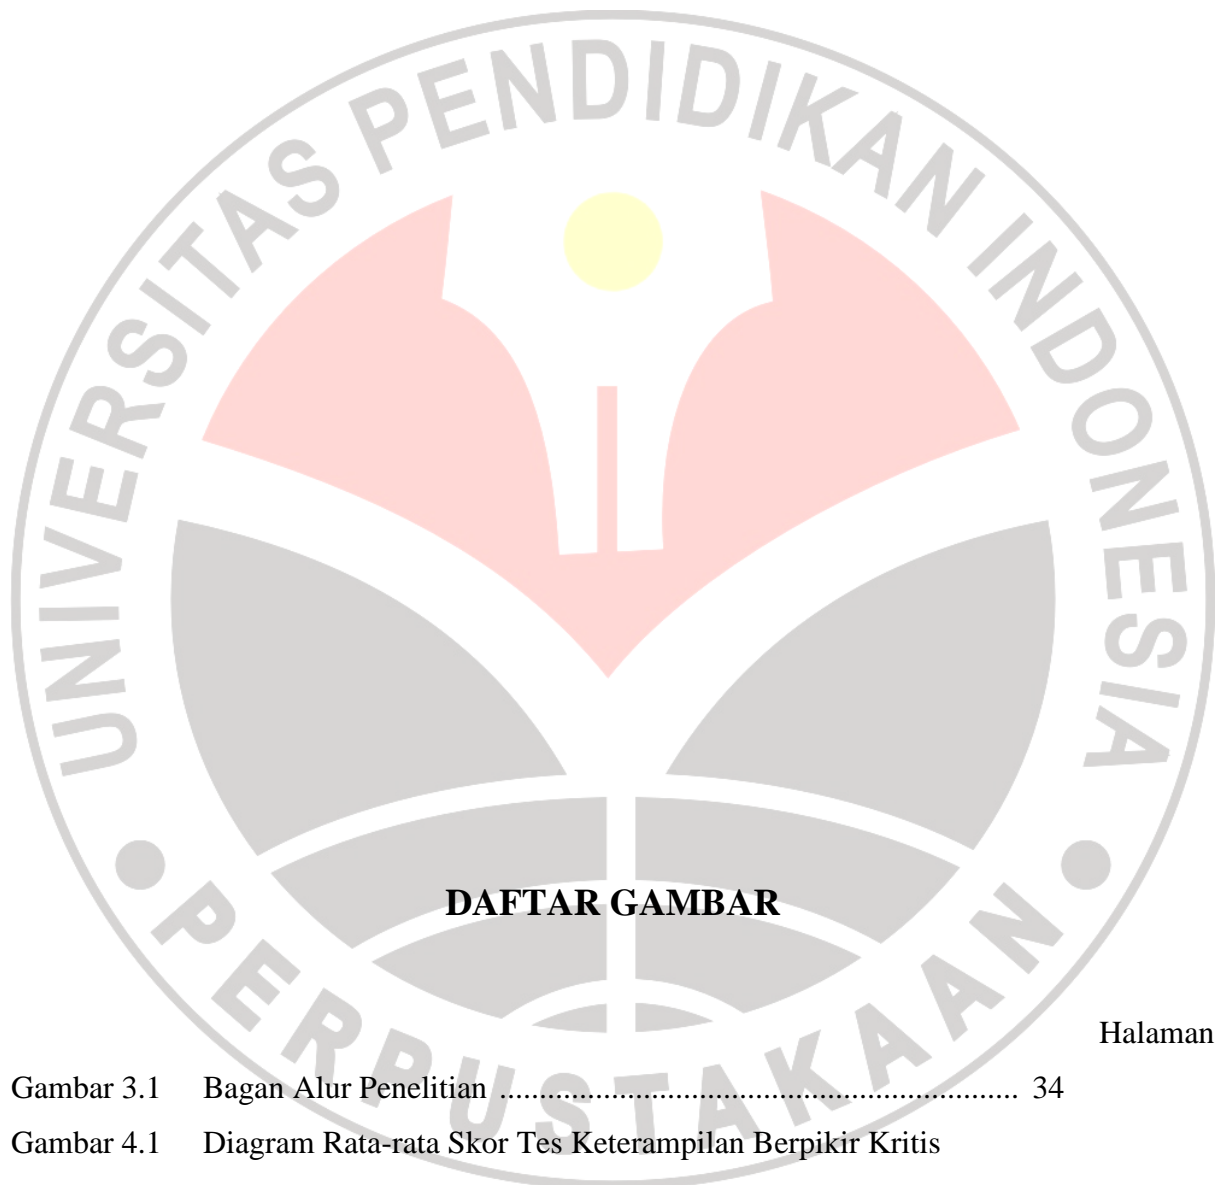 UNIVERSITAS PENDIDIKAN INDONESIA
PERPUSTAKAAN
DAFTAR GAMBAR
Halaman
Gambar 3.1 Bagan Alur Penelitian ................................................................. 34
Gambar 4.1 Diagram Rata-rata Skor Tes Keterampilan Berpikir Kritis